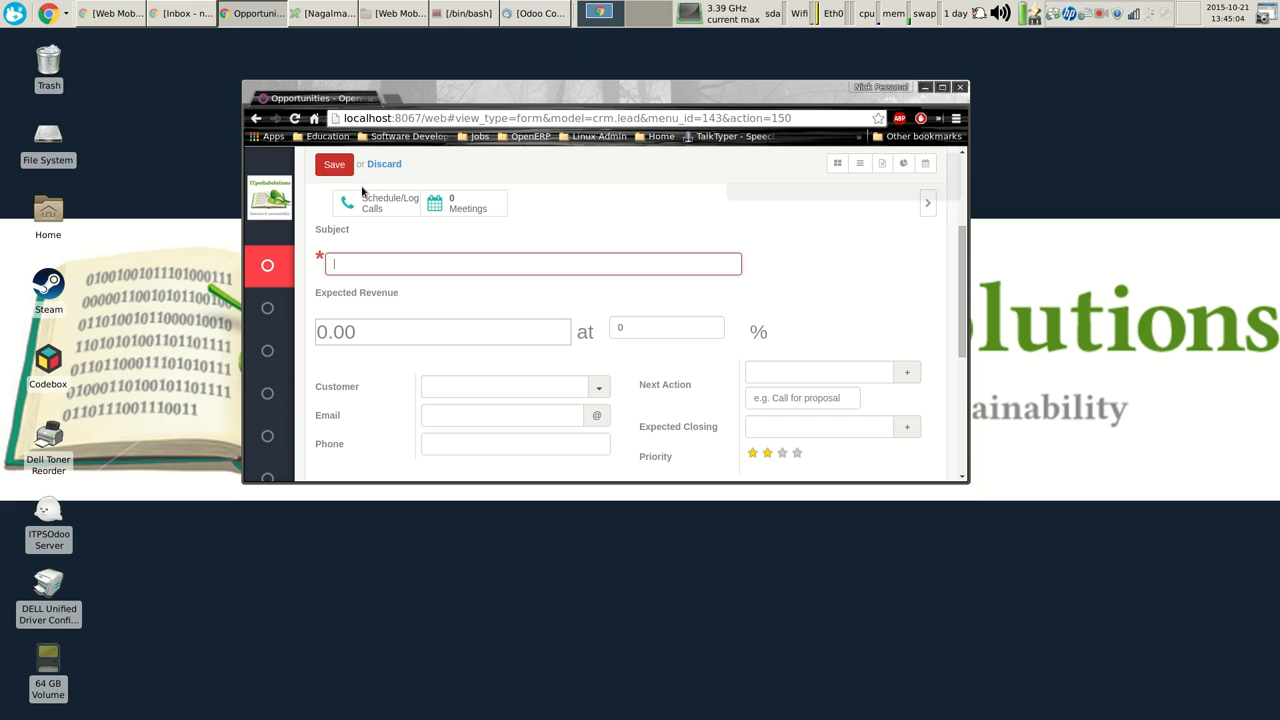 [Web Mob...
[Inbox - n...
Opportuni...
[Nagalma...
[Web Mob...
[/bin/bash]
[Odoo Co...
3.39 GHz
current max
sda
Wifi
Eth0
cpu
mem
swap
1 day
2015-10-21
13:45:04
Trash
File System
Home
Steam
Codebox
Dell Toner
Reorder
ITPSOdoo
Server
DELL Unified
Driver Confi...
64 GB
Volume
Nick Personal
Opportunities - Open
localhost:8067/web#view_type=form&model=crm.lead&menu_id=143&action=150
ABP
Apps
Education
Software Develop
Jobs
OpenERP
Linux Admin
Home
TalkTyper - Speech
»
Other bookmarks
ITpediaSolutions
Save or Discard
Schedule/Log
Calls
0
Meetings
Subject
*
Expected Revenue
0.00 at 0 %
Customer
Email @
Phone
Next Action +
e.g. Call for proposal
Expected Closing +
Priority
01001001011101000111
lutions
ainability